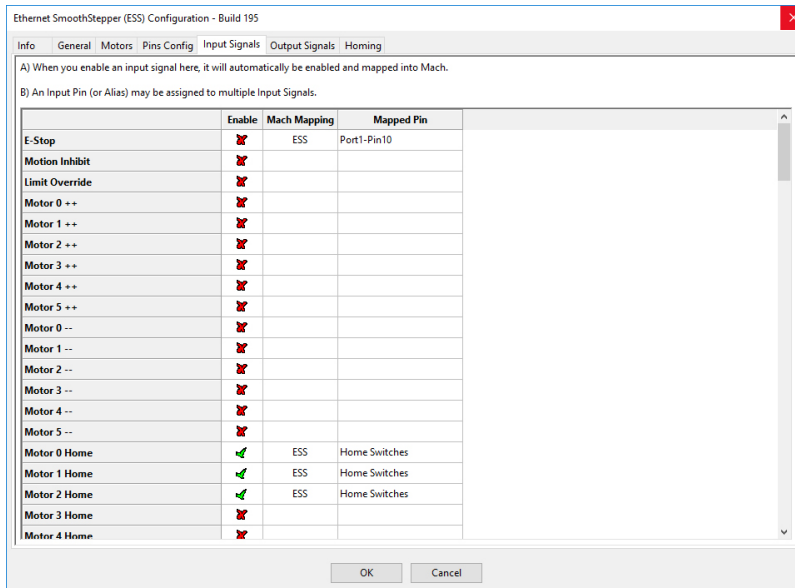 Ethernet SmoothStepper (ESS) Configuration - Build 195
Info General Motors Pins Config Input Signals Output Signals Homing
A) When you enable an input signal here, it will automatically be enabled and mapped into Mach.
B) An Input Pin (or Alias) may be assigned to multiple Input Signals.
Enable Mach Mapping Mapped Pin
E-Stop ESS Port1-Pin10
Motion Inhibit
Limit Override
Motor 0 ++
Motor 1 ++
Motor 2 ++
Motor 3 ++
Motor 4 ++
Motor 5 ++
Motor 0 --
Motor 1 --
Motor 2 --
Motor 3 --
Motor 4 --
Motor 5 --
Motor 0 Home ESS Home Switches
Motor 1 Home ESS Home Switches
Motor 2 Home ESS Home Switches
Motor 3 Home
Motor 4 Home
OK Cancel